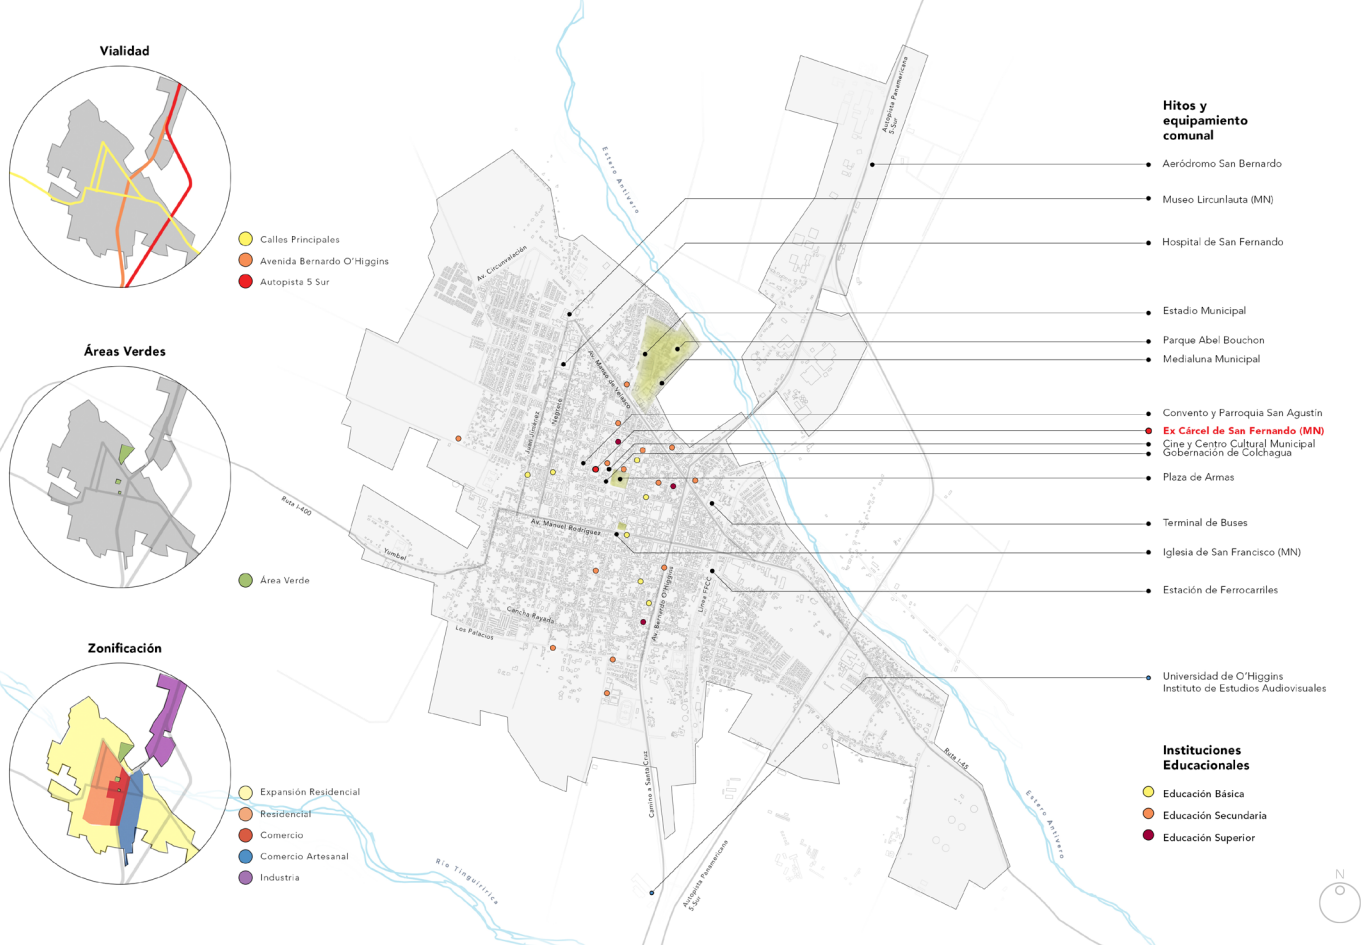 Vialidad
Calles Principales
Avenida Bernardo O'Higgins
Autopista 5 Sur
Áreas Verdes
Área Verde
Zonificación
Expansión Residencial
Residencial
Comercio
Comercio Artesanal
Industria
Estero Antivero
Autopista Panamericana
5 Sur
Av. Circunvalación
Av. Manso de Velasco
Juan Jiménez
Negrete
Ruta I-400
Yumbel
Av. Manuel Rodríguez
Cancha Rayada
Los Palacios
Av. Bernardo O'Higgins
Línea FFCC
Camino a Santa Cruz
Autopista Panamericana
5 Sur
Ruta I-45
Estero Antivero
Río Tinguiririca
Hitos y
equipamiento
comunal
Aeródromo San Bernardo
Museo Lircunlauta (MN)
Hospital de San Fernando
Estadio Municipal
Parque Abel Bouchon
Medialuna Municipal
Convento y Parroquia San Agustín
Ex Cárcel de San Fernando (MN)
Cine y Centro Cultural Municipal
Gobernación de Colchagua
Plaza de Armas
Terminal de Buses
Iglesia de San Francisco (MN)
Estación de Ferrocarriles
Universidad de O'Higgins
Instituto de Estudios Audiovisuales
Instituciones
Educacionales
Educación Básica
Educación Secundaria
Educación Superior
N